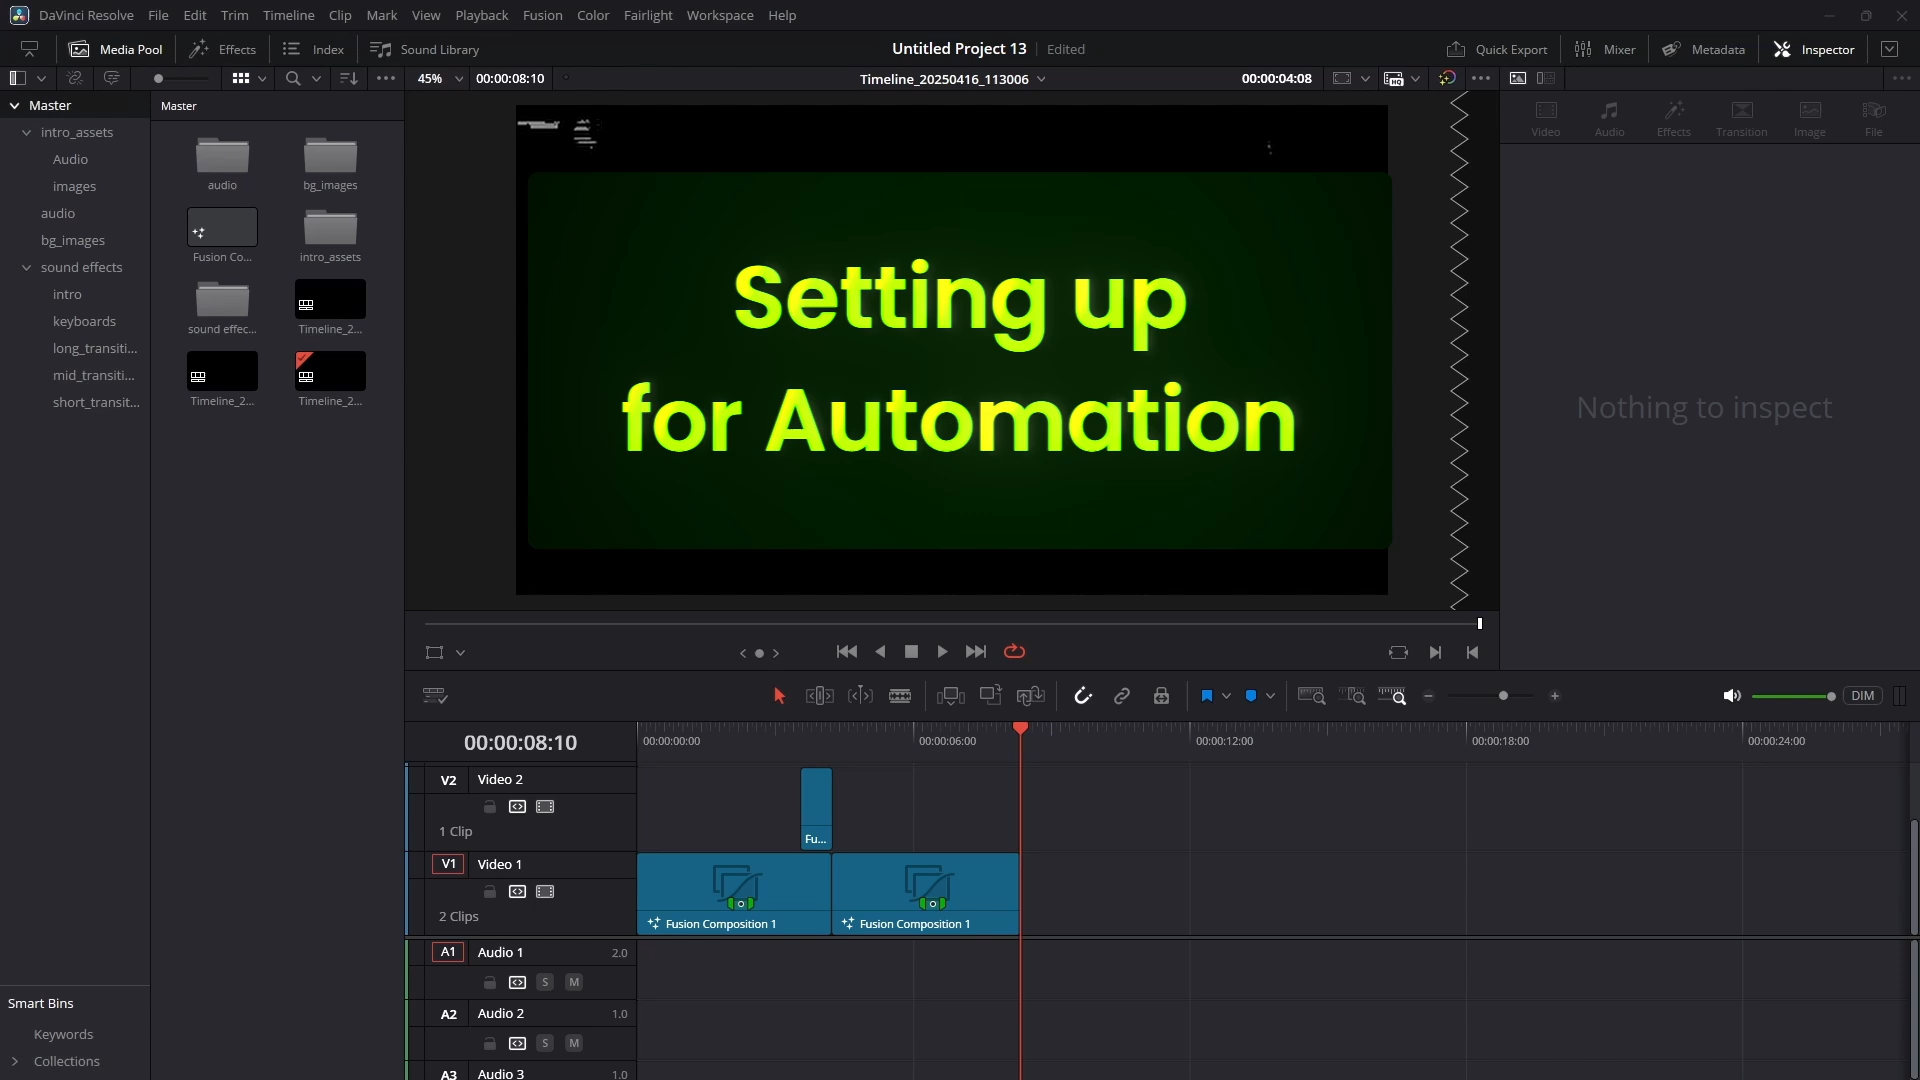 DaVinci Resolve File Edit Trim Timeline Clip Mark View Playback Fusion Color Fairlight Workspace Help
Media Pool Effects Index Sound Library Untitled Project 13 Edited Quick Export Mixer Metadata Inspector
45% 00:00:08:10 Timeline_20250416_113006 00:00:04:08
Master Master
Video Audio Effects Transition Image File
intro_assets
Audio
images
audio
bg_images
sound effects
intro
keyboards
long_transiti...
mid_transiti...
short_transit...
audio bg_images
Fusion Co... intro_assets
sound effec... Timeline_2...
Timeline_2... Timeline_2...
Setting up
for Automation
Nothing to inspect
DIM
00:00:08:10 00:00:00:00 00:00:06:00 00:00:12:00 00:00:18:00 00:00:24:00
V2 Video 2
1 Clip
Fu...
V1 Video 1
2 Clips
Fusion Composition 1 Fusion Composition 1
A1 Audio 1 2.0
S M
A2 Audio 2 1.0
S M
A3 Audio 3 1.0
Smart Bins
Keywords
Collections